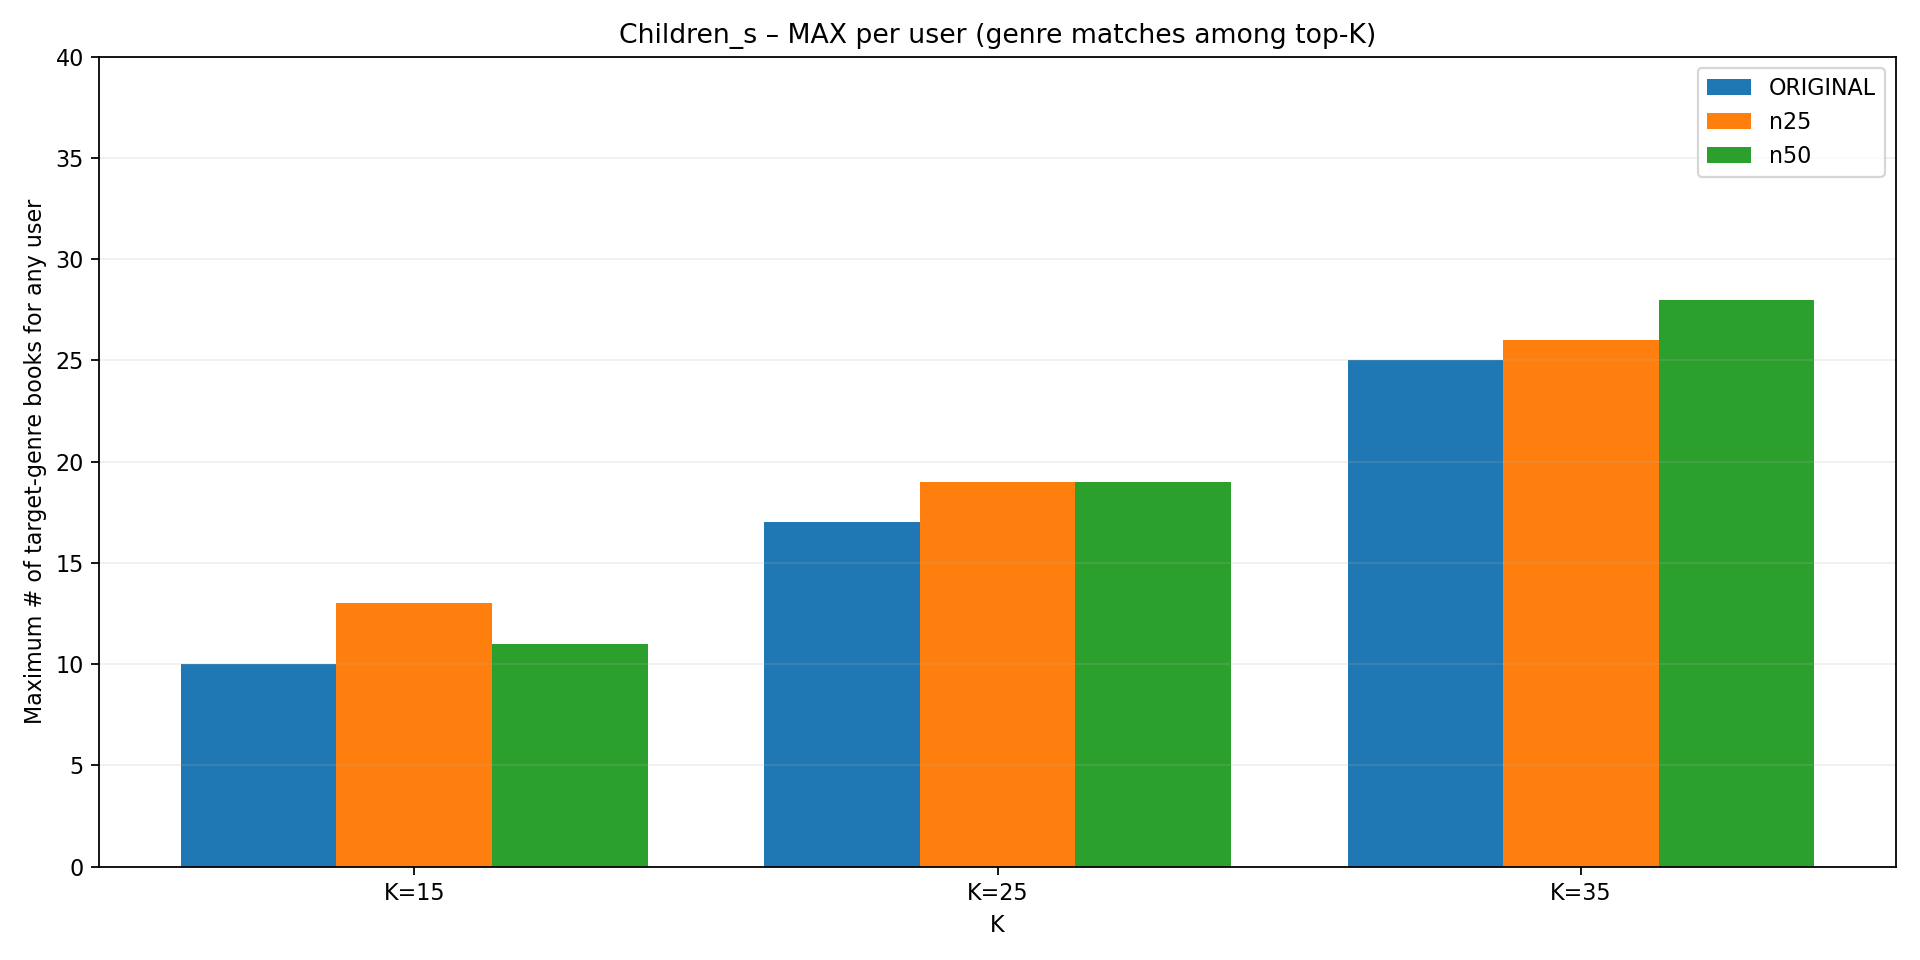 Children_s – MAX per user (genre matches among top-K)
Maximum # of target-genre books for any user
40
35
30
25
20
15
10
5
0
ORIGINAL
n25
n50
K=15
K=25
K=35
K